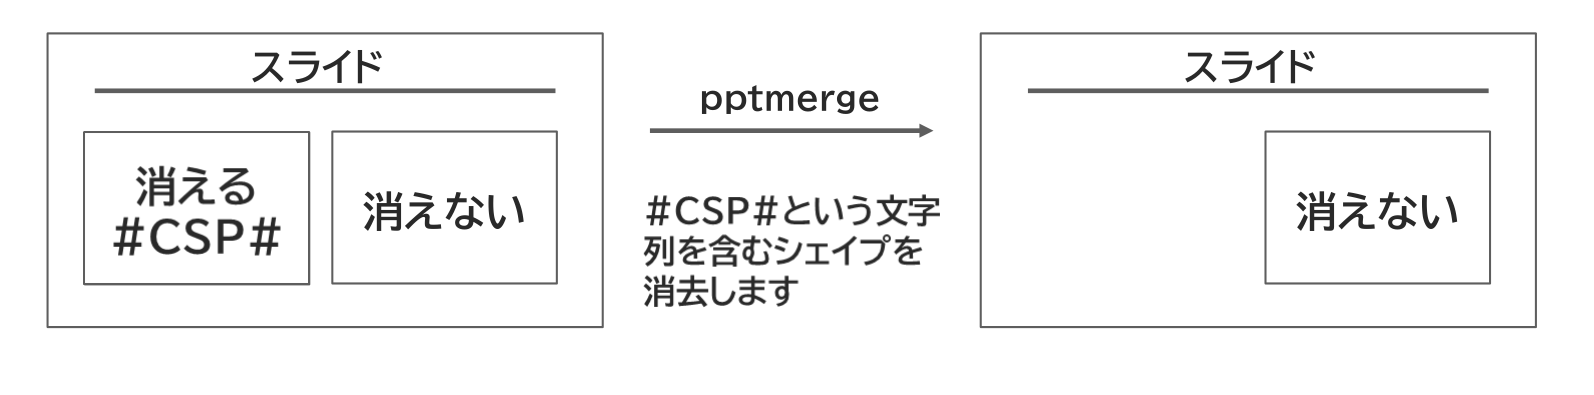 スライド
消える
#CSP#
消えない
pptmerge
#CSP#という文字
列を含むシェイプを
消去します
スライド
消えない